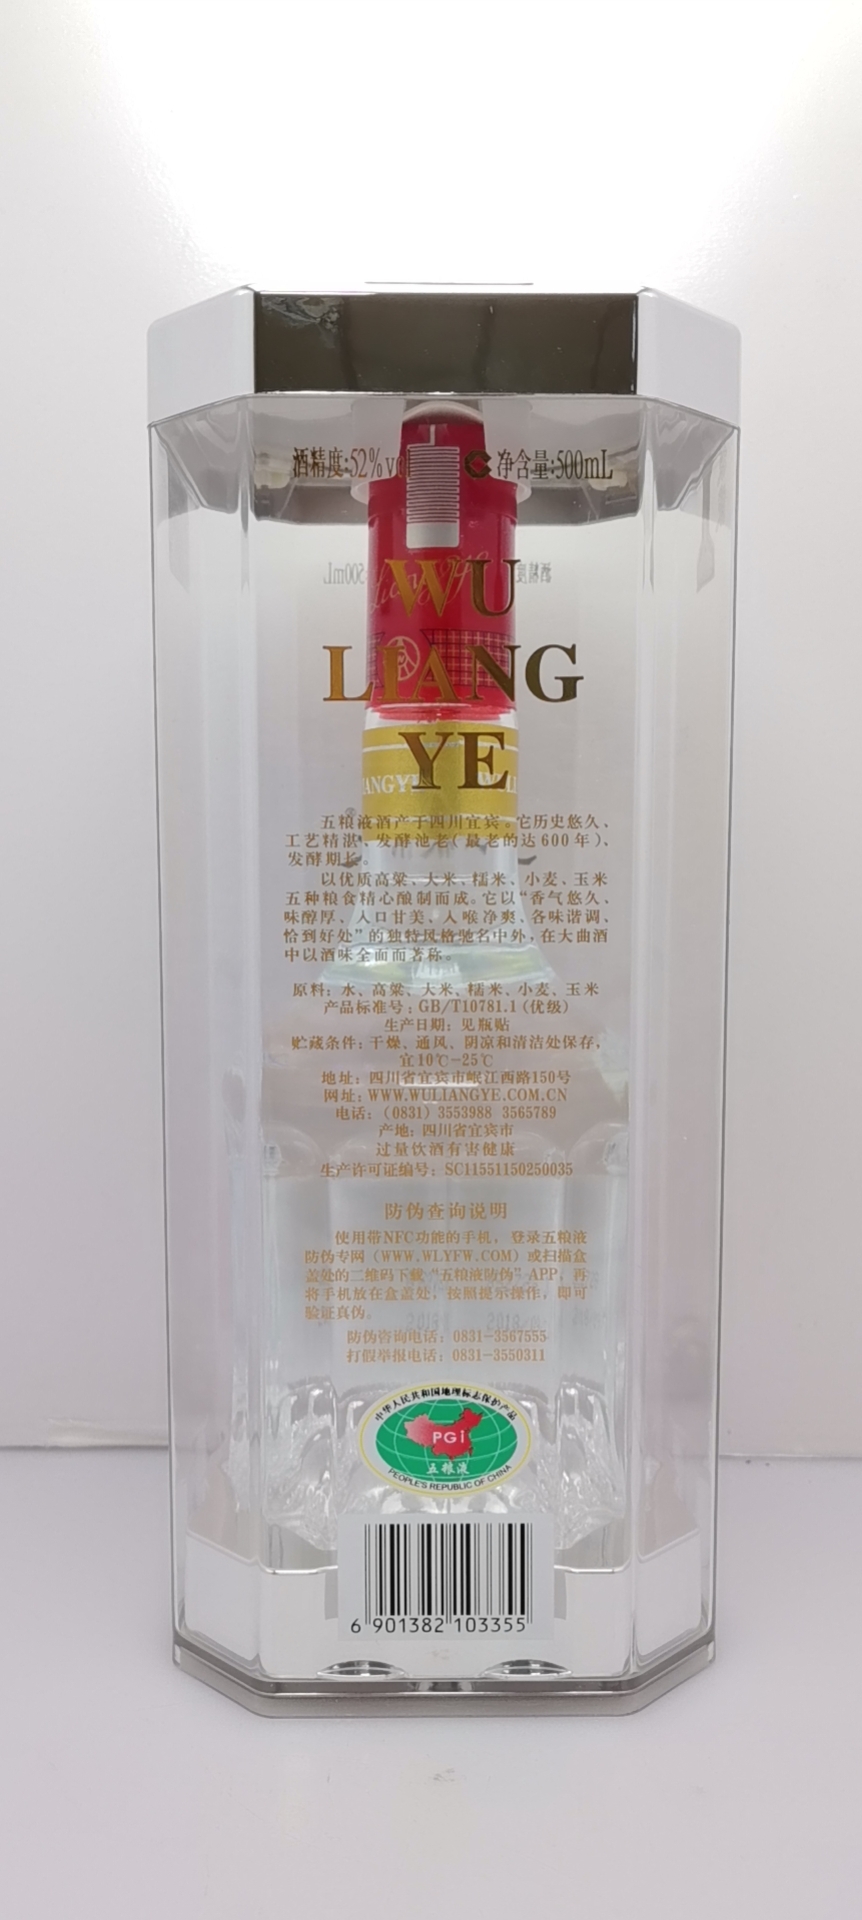 酒精度:52%vol
净含量:500mL
WU
LIANG
YE
五粮液酒产于四川宜宾。它历史悠久、
工艺精湛、发酵池老(最老的达600年)、
发酵期长。
以优质高粱、大米、糯米、小麦、玉米
五种粮食精心酿制而成。它以“香气悠久、
味醇厚、入口甘美、入喉净爽、各味谐调、
恰到好处”的独特风格驰名中外,在大曲酒
中以酒味全面而著称。
原料：水、高粱、大米、糯米、小麦、玉米
产品标准号：GB/T10781.1(优级)
生产日期：见瓶贴
贮藏条件：干燥、通风、阴凉和清洁处保存,
宜10℃-25℃
地址：四川省宜宾市岷江西路150号
网址：WWW.WULIANGYE.COM.CN
电话：(0831) 3553988 3565789
产地：四川省宜宾市
过量饮酒有害健康
生产许可证编号：SC11551150250035
防伪查询说明
使用带NFC功能的手机，登录五粮液
防伪专网（WWW.WLYFW.COM）或扫描盒
盖处的二维码下载“五粮液防伪”APP，再
将手机放在盒盖处，按照提示操作，即可
验证真伪。
防伪咨询电话：0831-3567555
打假举报电话：0831-3550311
中华人民共和国地理标志保护产品
PGI
五粮液
PEOPLE'S REPUBLIC OF CHINA
6 901382 103355